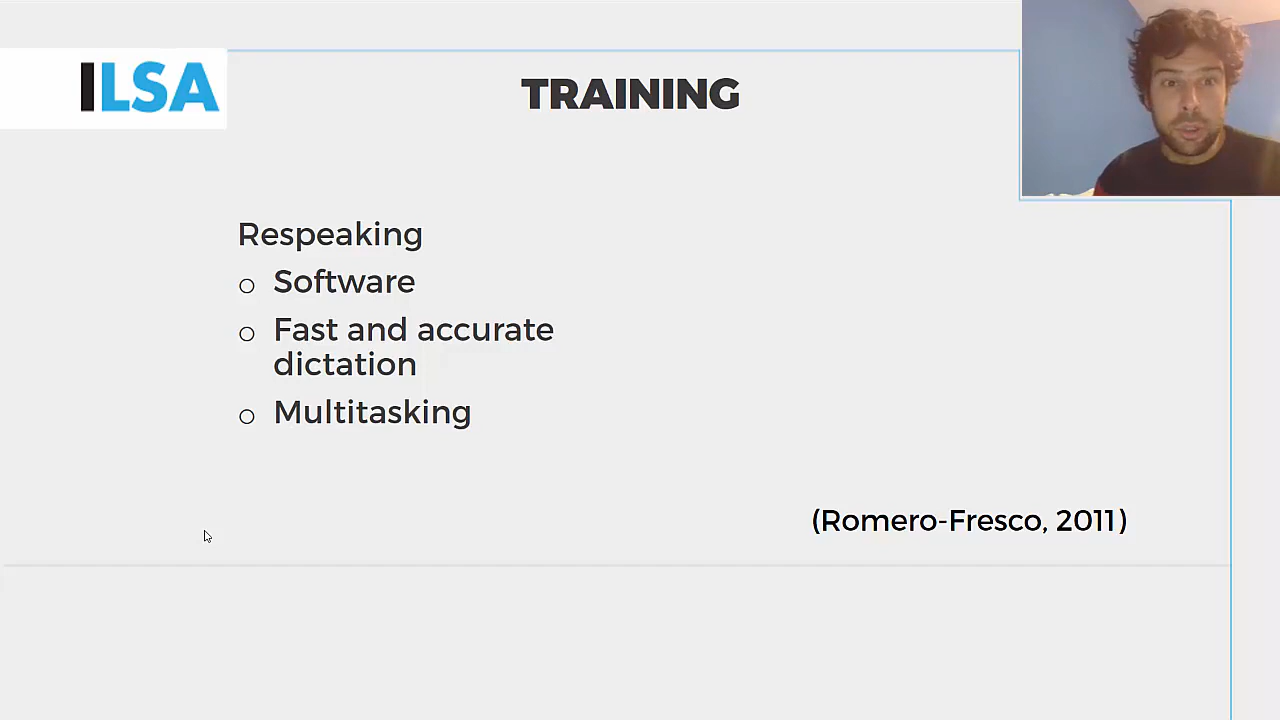 ILSA
TRAINING
Respeaking
o Software
o Fast and accurate
dictation
o Multitasking
(Romero-Fresco, 2011)